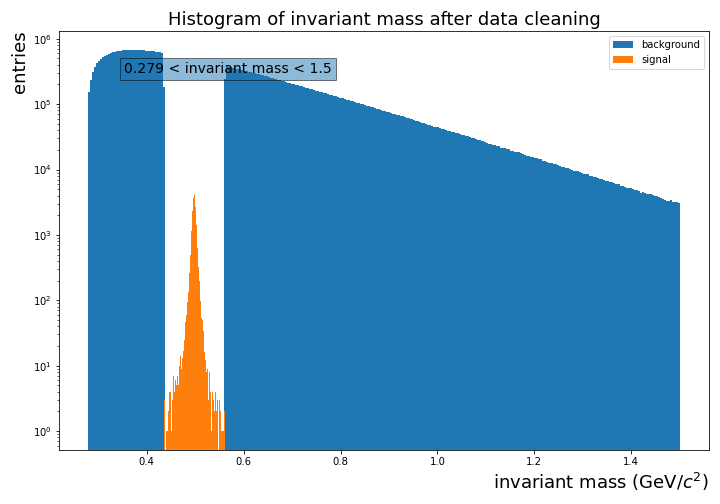 Histogram of invariant mass after data cleaning
entries
10⁶
10⁵
10⁴
10³
10²
10¹
10⁰
0.279 < invariant mass < 1.5
background
signal
0.4 0.6 0.8 1.0 1.2 1.4
invariant mass (GeV/c²)